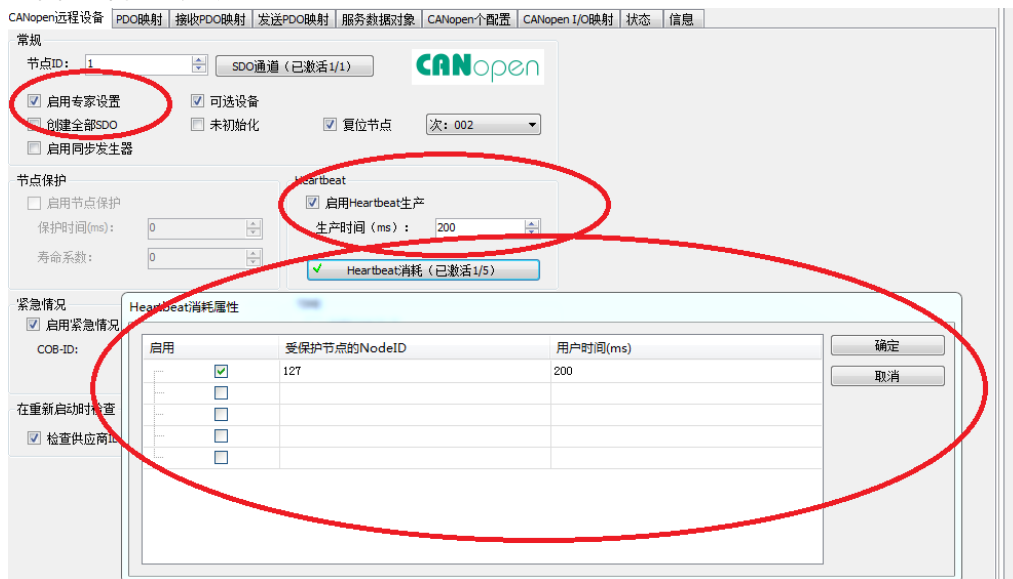 CANopen远程设备 PDO映射 接收PDO映射 发送PDO映射 服务数据对象 CANopen个配置 CANopen I/O映射 状态 信息
常规
节点ID: 1 SDO通道（已激活1/1） CANopen
启用专家设置 可选设备
创建全部SDO 未初始化 复位节点 次: 002
启用同步发生器
节点保护 Heartbeat
启用节点保护 启用Heartbeat生产
保护时间(ms): 0 生产时间（ms）: 200
寿命系数: 0 Heartbeat消耗（已激活1/5）
紧急情况 Heartbeat消耗属性
启用紧急情况
COB-ID: 启用 受保护节点的NodeID 用户时间(ms) 确定
127 200 取消
在重新启动时检查
检查供应商ID